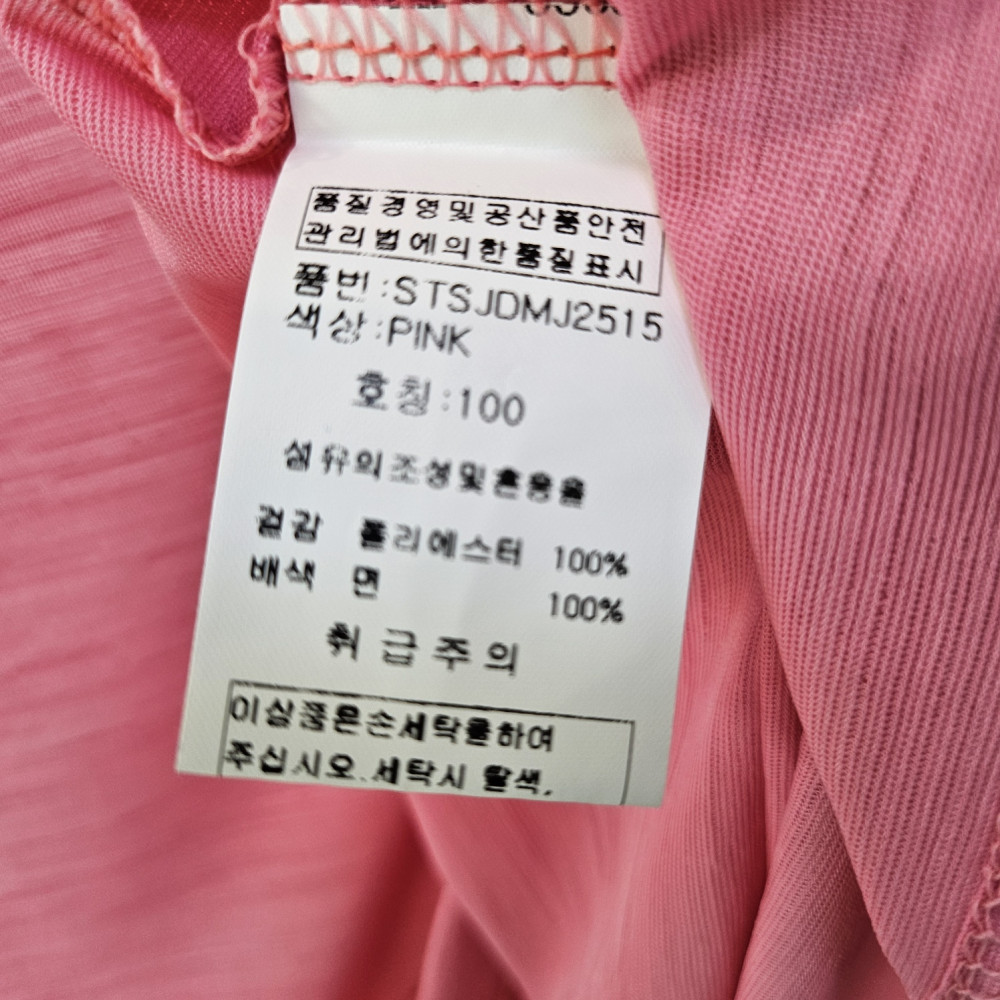 품질경영및공산품안전
관리법에의한품질표시
품번:STSJDMJ2515
색상:PINK
호칭:100
섬유의조성및혼용율
겉감 폴리에스터 100%
배색 면 100%
취급주의
이상품은손세탁을하여
주십시오.세탁시 탈색,